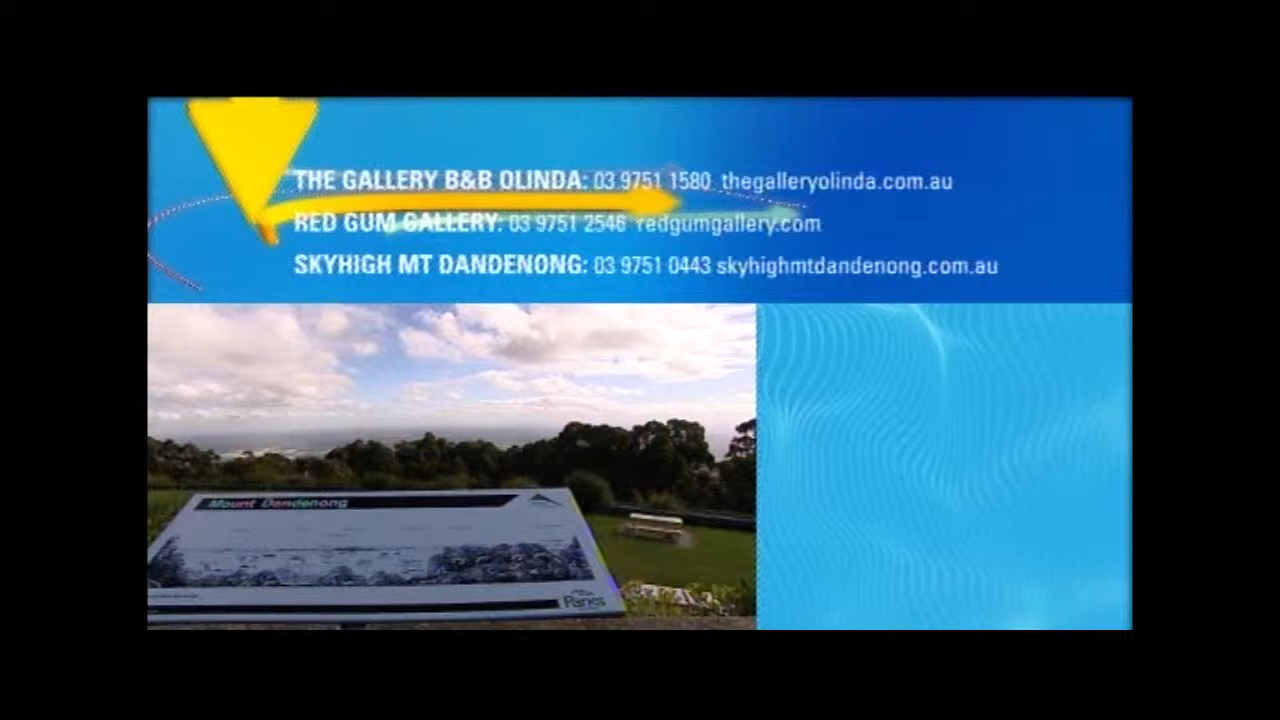 THE GALLERY B&B OLINDA: 03 9751 1580 thegalleryolinda.com.au
RED GUM GALLERY: 03 9751 2546 redgumgallery.com
SKYHIGH MT DANDENONG: 03 9751 0443 skyhighmtdandenong.com.au
Mount Dandenong
Parks